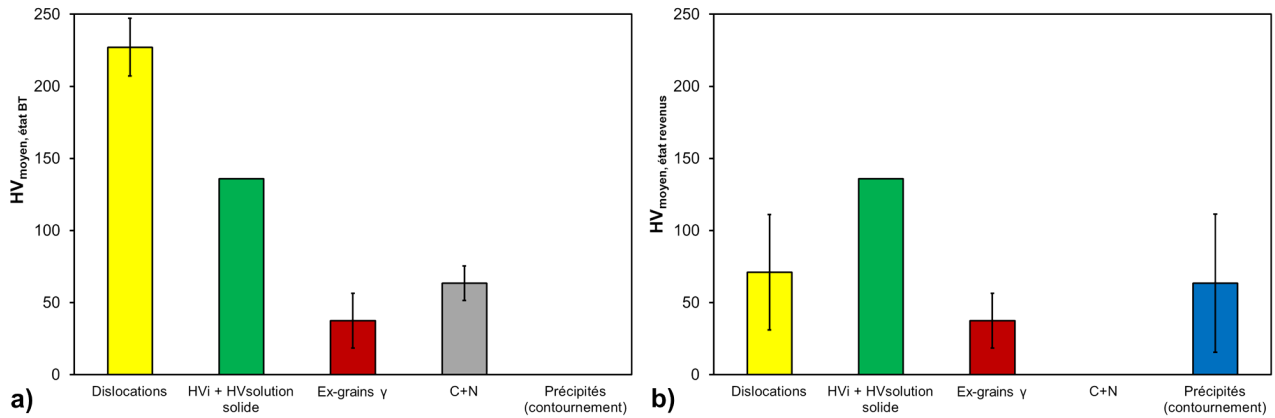 HVmoyen, état BT
250
200
150
100
50
0
Dislocations
HVi + HVsolution
solide
Ex-grains γ
C+N
Précipités
(contournement)
a)
HVmoyen, état revenus
250
200
150
100
50
0
Dislocations
HVi + HVsolution
solide
Ex-grains γ
C+N
Précipités
(contournement)
b)